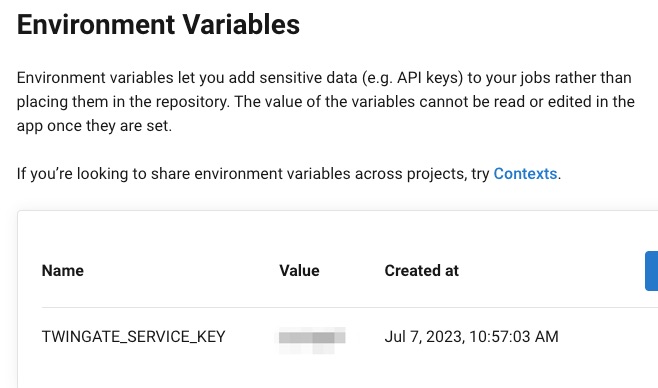 Environment Variables
Environment variables let you add sensitive data (e.g. API keys) to your jobs rather than
placing them in the repository. The value of the variables cannot be read or edited in the
app once they are set.
If you’re looking to share environment variables across projects, try Contexts.
Name Value Created at
TWINGATE_SERVICE_KEY Jul 7, 2023, 10:57:03 AM